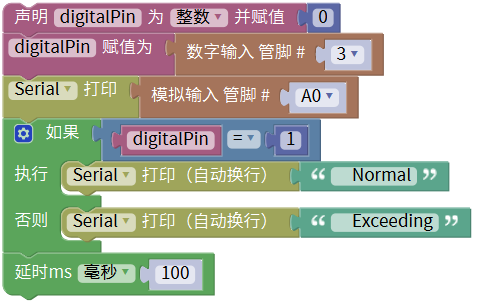 声明 digitalPin 为 整数 并赋值 0
digitalPin 赋值为 数字输入 管脚 # 3
Serial 打印 模拟输入 管脚 # A0
如果 digitalPin = 1
执行 Serial 打印（自动换行） “ Normal ”
否则 Serial 打印（自动换行） “ Exceeding ”
延时ms 毫秒 100